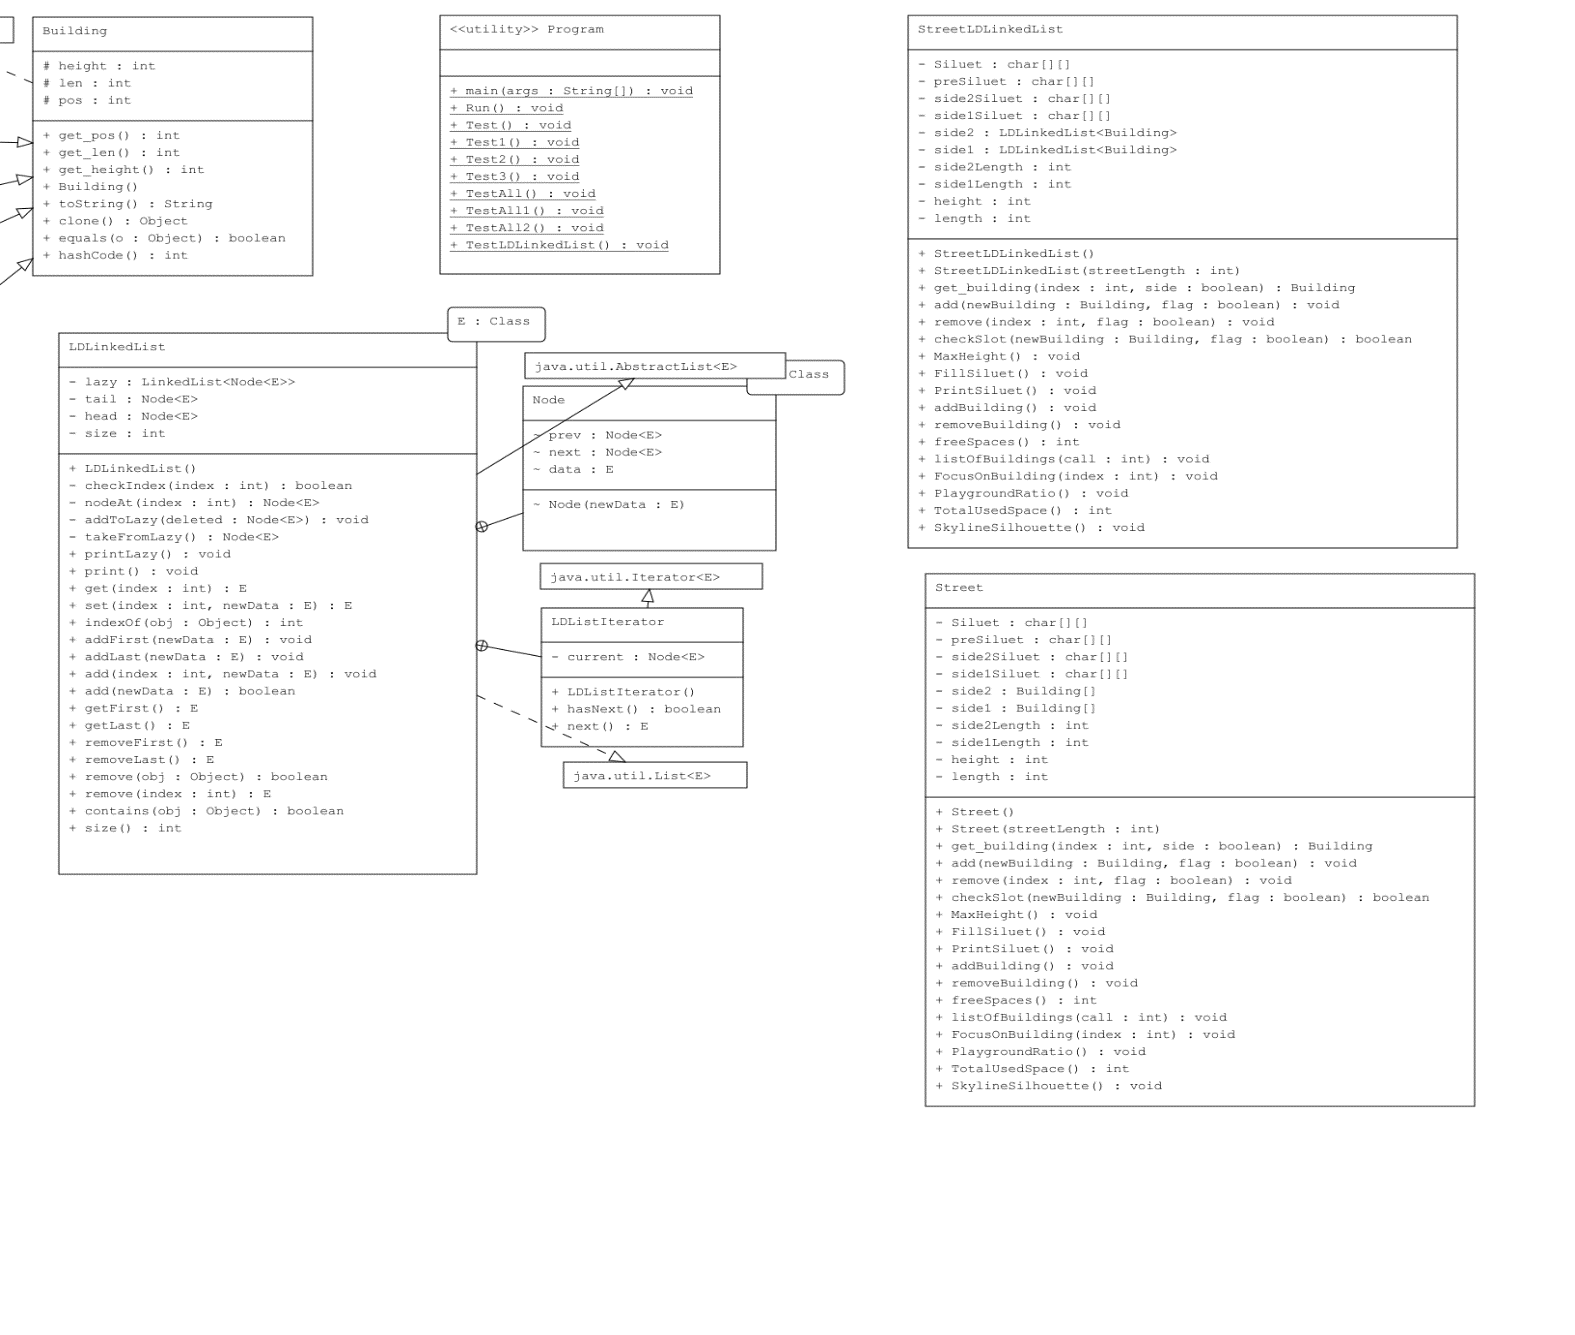 Building
# height : int
# len : int
# pos : int
+ get_pos() : int
+ get_len() : int
+ get_height() : int
+ Building()
+ toString() : String
+ clone() : Object
+ equals(o : Object) : boolean
+ hashCode() : int
<<utility>> Program
+ main(args : String[]) : void
+ Run() : void
+ Test() : void
+ Test1() : void
+ Test2() : void
+ Test3() : void
+ TestAll() : void
+ TestAll1() : void
+ TestAll2() : void
+ TestLDLinkedList() : void
StreetLDLinkedList
- Siluet : char[][]
- preSiluet : char[][]
- side2Siluet : char[][]
- side1Siluet : char[][]
- side2 : LDLinkedList<Building>
- side1 : LDLinkedList<Building>
- side2Length : int
- side1Length : int
- height : int
- length : int
+ StreetLDLinkedList()
+ StreetLDLinkedList(streetLength : int)
+ get_building(index : int, side : boolean) : Building
+ add(newBuilding : Building, flag : boolean) : void
+ remove(index : int, flag : boolean) : void
+ checkSlot(newBuilding : Building, flag : boolean) : boolean
+ MaxHeight() : void
+ FillSiluet() : void
+ PrintSiluet() : void
+ addBuilding() : void
+ removeBuilding() : void
+ freeSpaces() : int
+ listOfBuildings(call : int) : void
+ FocusOnBuilding(index : int) : void
+ PlaygroundRatio() : void
+ TotalUsedSpace() : int
+ SkylineSilhouette() : void
E : Class
LDLinkedList
- lazy : LinkedList<Node<E>>
- tail : Node<E>
- head : Node<E>
- size : int
+ LDLinkedList()
- checkIndex(index : int) : boolean
- nodeAt(index : int) : Node<E>
- addToLazy(deleted : Node<E>) : void
- takeFromLazy() : Node<E>
+ printLazy() : void
+ print() : void
+ get(index : int) : E
+ set(index : int, newData : E) : E
+ indexOf(obj : Object) : int
+ addFirst(newData : E) : void
+ addLast(newData : E) : void
+ add(index : int, newData : E) : void
+ add(newData : E) : boolean
+ getFirst() : E
+ getLast() : E
+ removeFirst() : E
+ removeLast() : E
+ remove(obj : Object) : boolean
+ remove(index : int) : E
+ contains(obj : Object) : boolean
+ size() : int
java.util.AbstractList<E>
Class
Node
~ prev : Node<E>
~ next : Node<E>
~ data : E
~ Node(newData : E)
java.util.Iterator<E>
LDListIterator
- current : Node<E>
+ LDListIterator()
+ hasNext() : boolean
+ next() : E
java.util.List<E>
Street
- Siluet : char[][]
- preSiluet : char[][]
- side2Siluet : char[][]
- side1Siluet : char[][]
- side2 : Building[]
- side1 : Building[]
- side2Length : int
- side1Length : int
- height : int
- length : int
+ Street()
+ Street(streetLength : int)
+ get_building(index : int, side : boolean) : Building
+ add(newBuilding : Building, flag : boolean) : void
+ remove(index : int, flag : boolean) : void
+ checkSlot(newBuilding : Building, flag : boolean) : boolean
+ MaxHeight() : void
+ FillSiluet() : void
+ PrintSiluet() : void
+ addBuilding() : void
+ removeBuilding() : void
+ freeSpaces() : int
+ listOfBuildings(call : int) : void
+ FocusOnBuilding(index : int) : void
+ PlaygroundRatio() : void
+ TotalUsedSpace() : int
+ SkylineSilhouette() : void